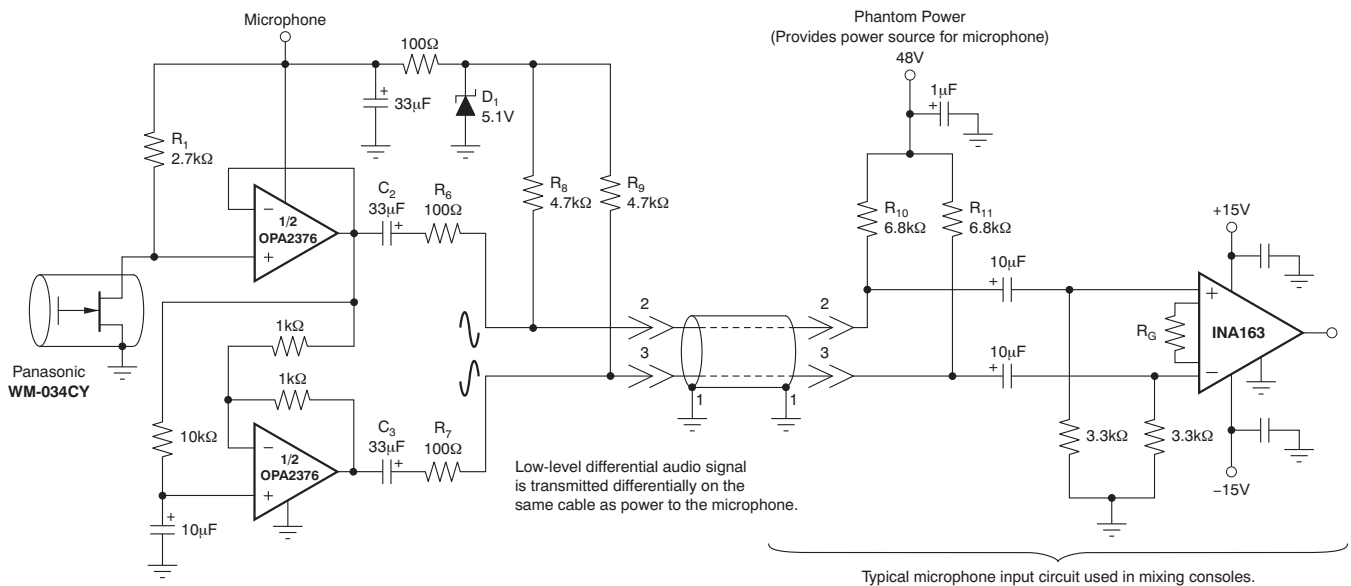 Microphone
100Ω
+
33µF
D1
5.1V
R1
2.7kΩ
−
1/2
OPA2376
+
C2
33µF
+
R6
100Ω
R8
4.7kΩ
R9
4.7kΩ
Panasonic
WM-034CY
1kΩ
1kΩ
10kΩ
−
1/2
OPA2376
+
C3
33µF
+
R7
100Ω
+
10µF
2
3
1
2
3
1
Low-level differential audio signal
is transmitted differentially on the
same cable as power to the microphone.
Phantom Power
(Provides power source for microphone)
48V
1µF
+
R10
6.8kΩ
R11
6.8kΩ
10µF
+
10µF
+
3.3kΩ
3.3kΩ
+15V
+
RG
INA163
−
−15V
Typical microphone input circuit used in mixing consoles.